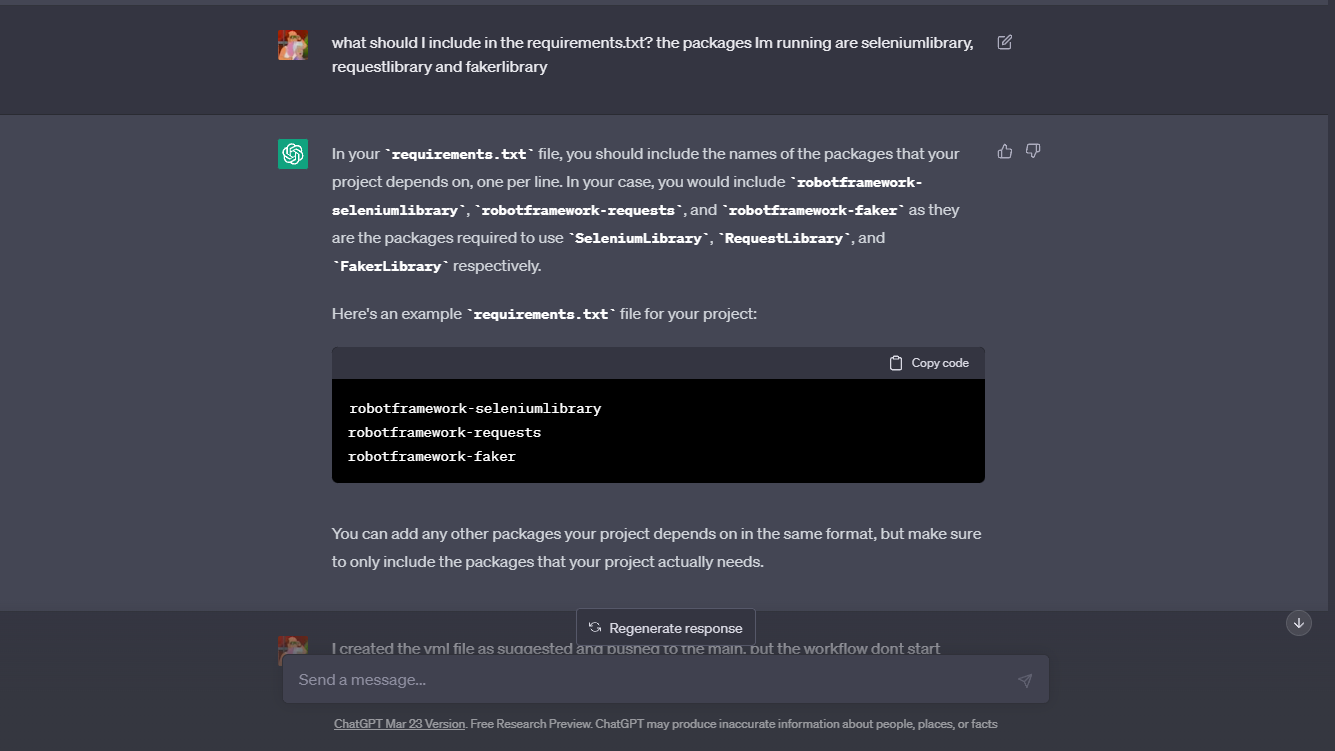 what should I include in the requirements.txt? the packages Im running are seleniumlibrary,
requestlibrary and fakerlibrary
In your `requirements.txt` file, you should include the names of the packages that your
project depends on, one per line. In your case, you would include `robotframework-
seleniumlibrary`, `robotframework-requests`, and `robotframework-faker` as they
are the packages required to use `SeleniumLibrary`, `RequestLibrary`, and
`FakerLibrary` respectively.
Here's an example `requirements.txt` file for your project:
Copy code
robotframework-seleniumlibrary
robotframework-requests
robotframework-faker
You can add any other packages your project depends on in the same format, but make sure
to only include the packages that your project actually needs.
Regenerate response
I created the yml file as suggested and pushed to the main, but the workflow dont start
Send a message...
ChatGPT Mar 23 Version. Free Research Preview. ChatGPT may produce inaccurate information about people, places, or facts